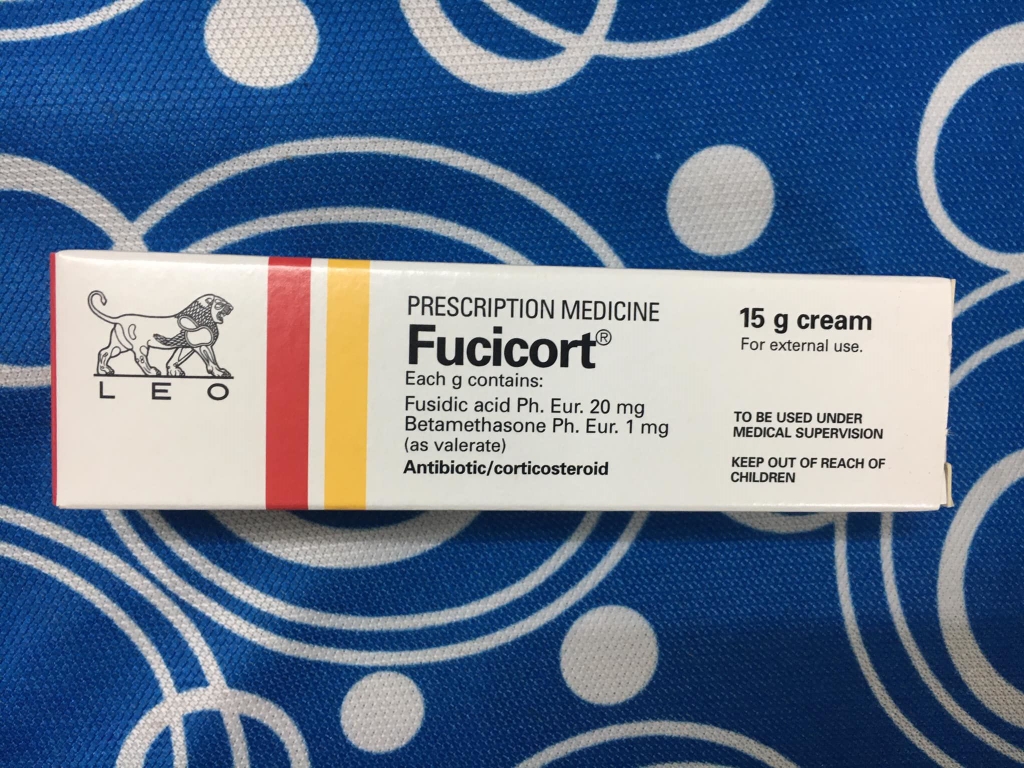 LEO
PRESCRIPTION MEDICINE
Fucicort®
Each g contains:
Fusidic acid Ph. Eur. 20 mg
Betamethasone Ph. Eur. 1 mg
(as valerate)
Antibiotic/corticosteroid
15 g cream
For external use.
TO BE USED UNDER
MEDICAL SUPERVISION
KEEP OUT OF REACH OF
CHILDREN